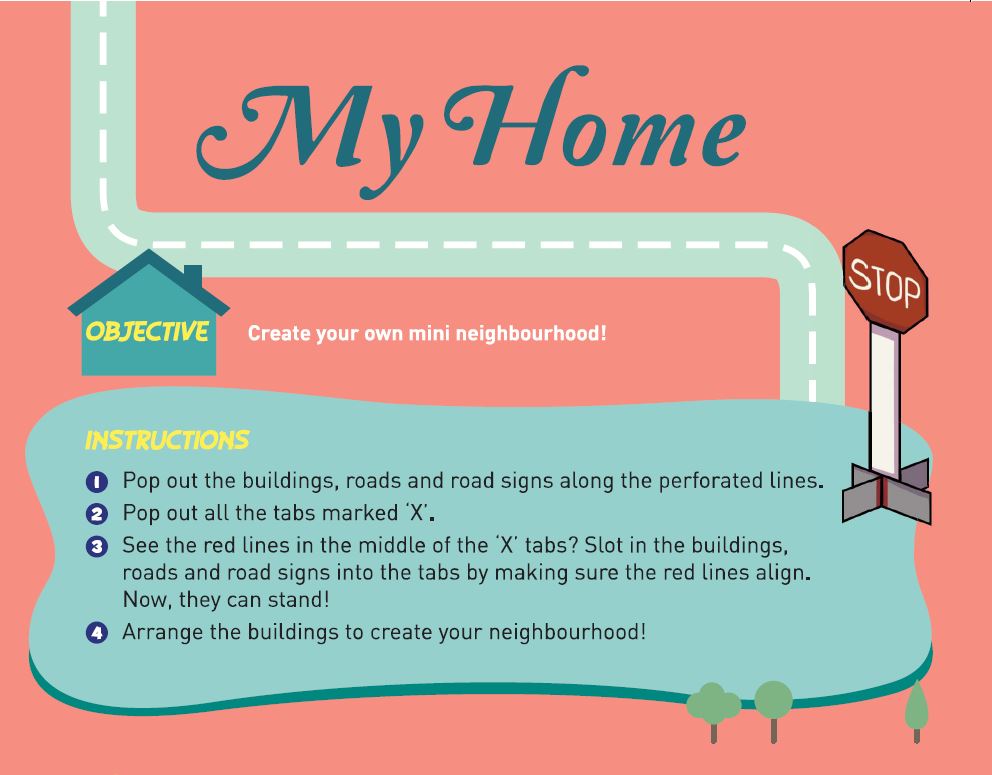 My Home
STOP
OBJECTIVE
Create your own mini neighbourhood!
INSTRUCTIONS
1 Pop out the buildings, roads and road signs along the perforated lines.
2 Pop out all the tabs marked ‘X’.
3 See the red lines in the middle of the ‘X’ tabs? Slot in the buildings,
roads and road signs into the tabs by making sure the red lines align.
Now, they can stand!
4 Arrange the buildings to create your neighbourhood!